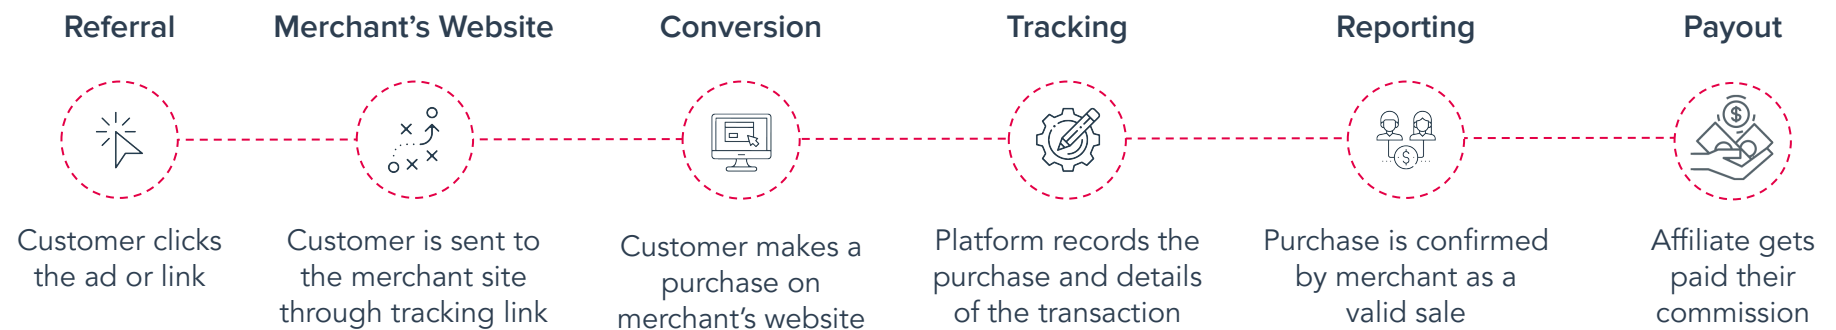 Referral
Customer clicks
the ad or link
Merchant's Website
Customer is sent to
the merchant site
through tracking link
Conversion
Customer makes a
purchase on
merchant's website
Tracking
Platform records the
purchase and details
of the transaction
Reporting
$
Purchase is confirmed
by merchant as a
valid sale
Payout
$
Affiliate gets
paid their
commission